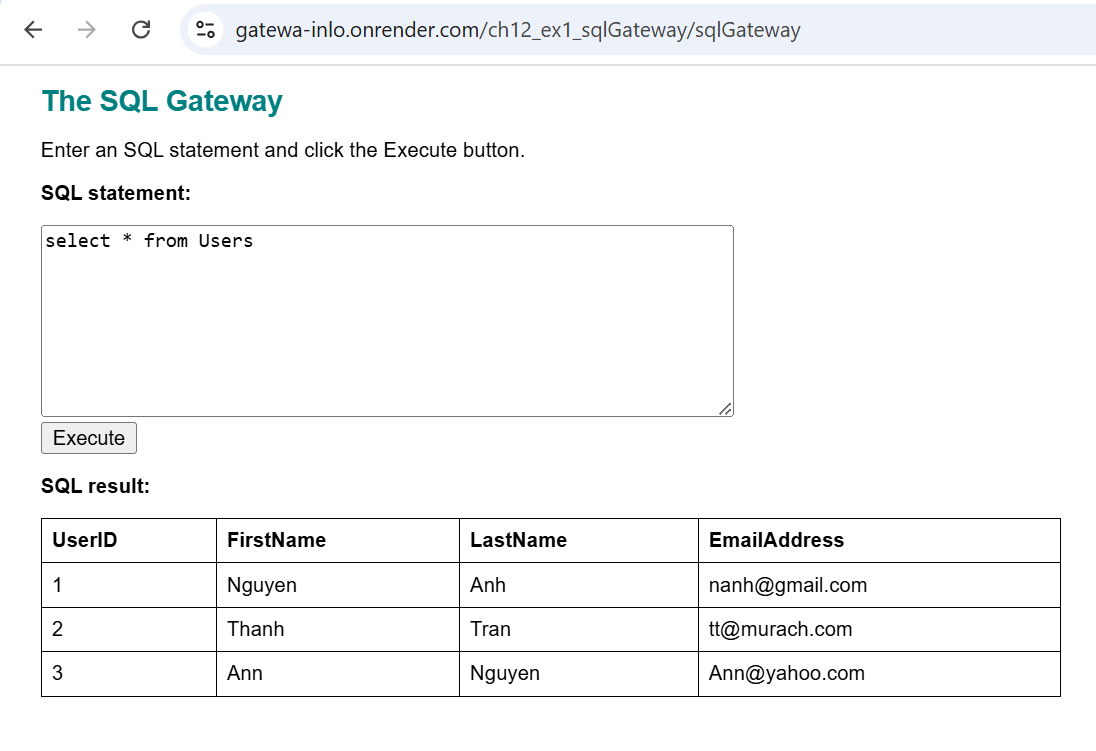 gatewa-inlo.onrender.com/ch12_ex1_sqlGateway/sqlGateway
The SQL Gateway
Enter an SQL statement and click the Execute button.
SQL statement:
select * from Users
Execute
SQL result:
UserID FirstName LastName EmailAddress
1 Nguyen Anh nanh@gmail.com
2 Thanh Tran tt@murach.com
3 Ann Nguyen Ann@yahoo.com